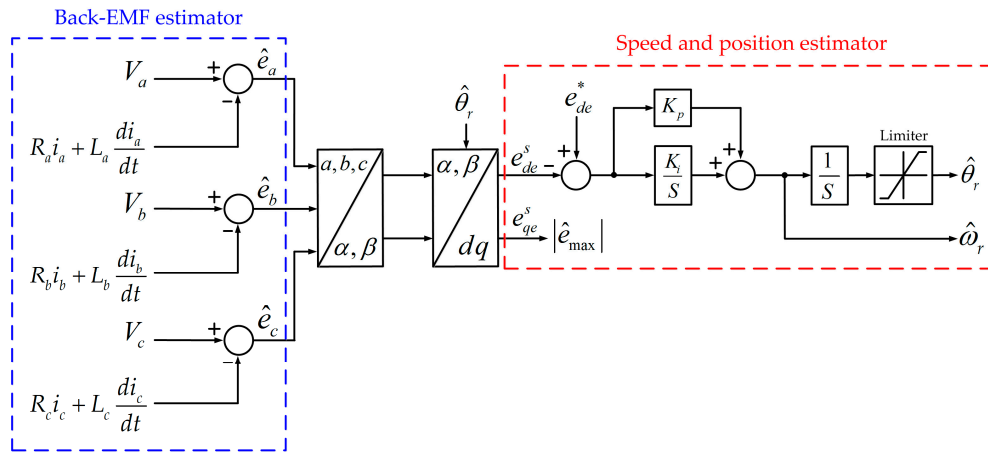 Back-EMF estimator
Speed and position estimator
V_a
+
−
ê_a
R_a i_a + L_a di_a/dt
V_b
+
−
ê_b
R_b i_b + L_b di_b/dt
V_c
+
−
ê_c
R_c i_c + L_c di_c/dt
a,b,c
α,β
θ̂_r
α,β
dq
e^s_de
e^s_qe
|ê_max|
e^*_de
−
+
K_p
K_i/S
+
+
1/S
Limiter
θ̂_r
ω̂_r